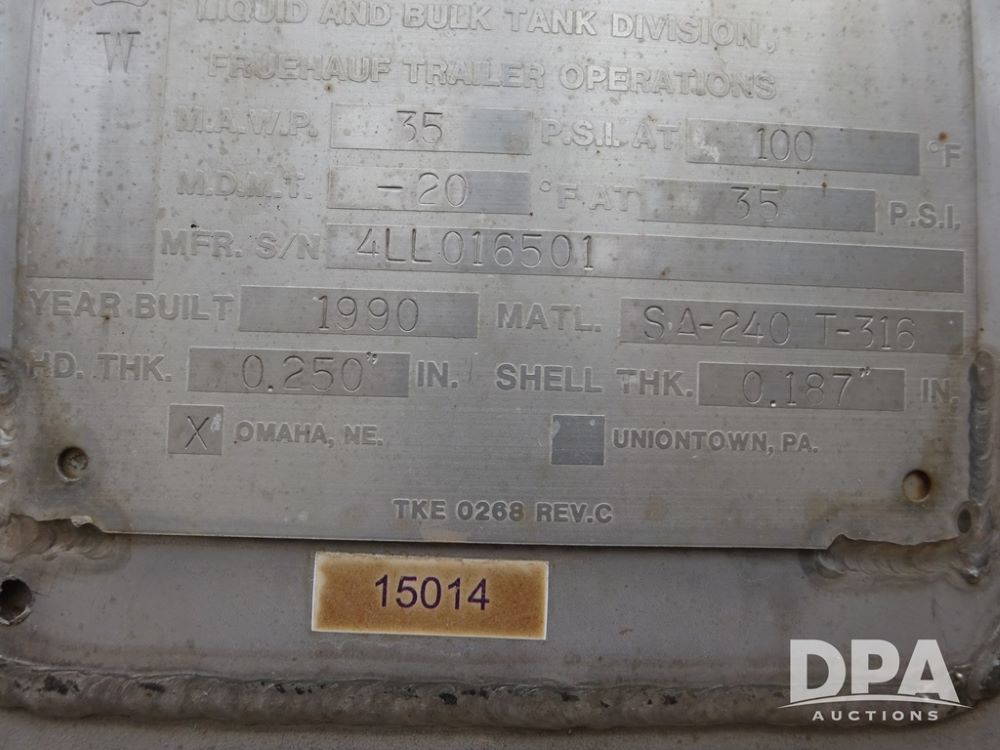 LIQUID AND BULK TANK DIVISION,
W
FRUEHAUF TRAILER OPERATIONS
M.A.W.P. 35 P.S.I. AT 100 °F
M.D.M.T. -20 °F AT 35 P.S.I.
MFR. S/N 4LL016501
YEAR BUILT 1990 MATL. SA-240 T-316
HD. THK. 0.250" IN. SHELL THK. 0.187" IN.
X OMAHA, NE. UNIONTOWN, PA.
TKE 0268 REV.C
15014
DPA
AUCTIONS